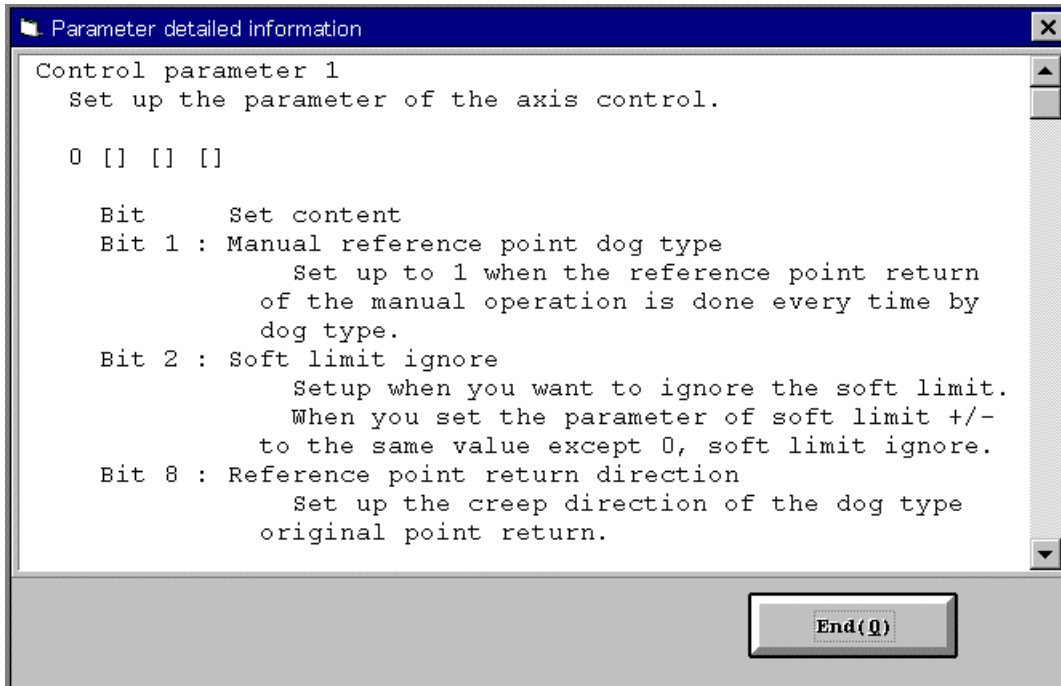 Parameter detailed information
Control parameter 1
Set up the parameter of the axis control.
0 [] [] []
Bit Set content
Bit 1 : Manual reference point dog type
Set up to 1 when the reference point return
of the manual operation is done every time by
dog type.
Bit 2 : Soft limit ignore
Setup when you want to ignore the soft limit.
When you set the parameter of soft limit +/-
to the same value except 0, soft limit ignore.
Bit 8 : Reference point return direction
Set up the creep direction of the dog type
original point return.
End(Q)